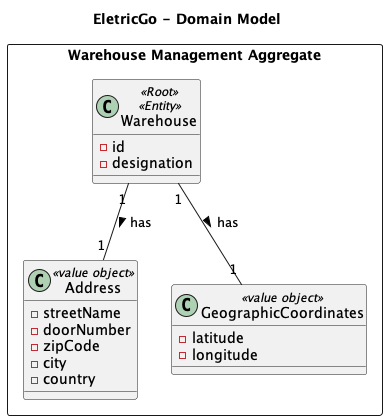 EletricGo - Domain Model
Warehouse Management Aggregate
C
«Root»
«Entity»
Warehouse
id
designation
1
1
has
has
1
1
C
«value object»
Address
streetName
doorNumber
zipCode
city
country
C
«value object»
GeographicCoordinates
latitude
longitude